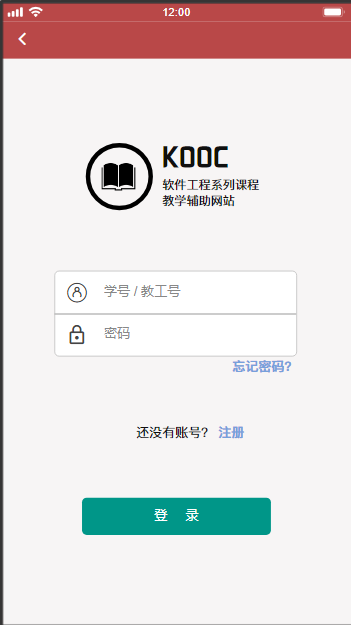 12:00
KOOC
软件工程系列课程
教学辅助网站
学号 / 教工号
密码
忘记密码?
还没有账号? 注册
登 录